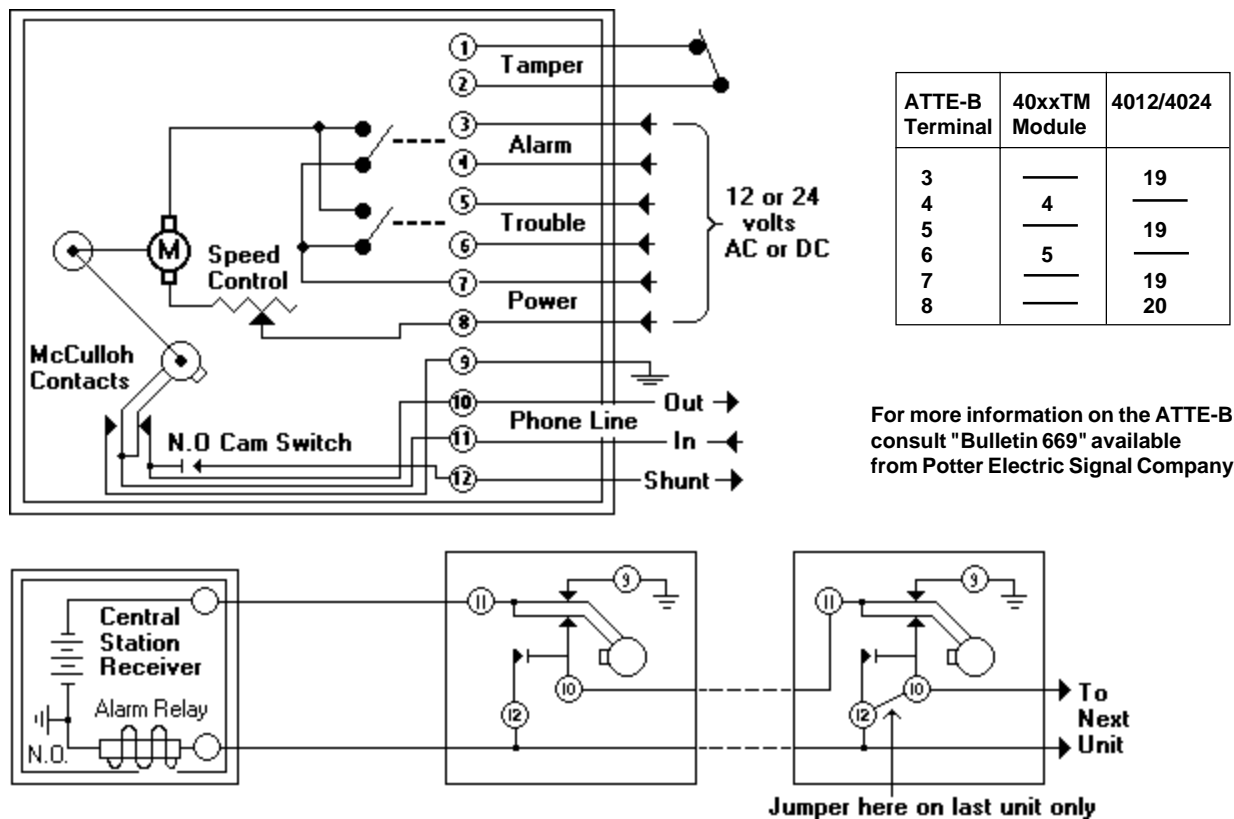 1
Tamper
2
3
Alarm
4
5
Trouble
6
7
Power
8
9
10
Phone Line
11
12
12 or 24
volts
AC or DC
M
Speed
Control
McCulloh
Contacts
N.O Cam Switch
Out
In
Shunt
ATTE-B Terminal 40xxTM Module 4012/4024
3 —— 19
4 4 ——
5 —— 19
6 5 ——
7 —— 19
8 —— 20
For more information on the ATTE-B
consult "Bulletin 669" available
from Potter Electric Signal Company
Central
Station
Receiver
Alarm Relay
N.O.
11
9
10
12
11
9
10
12
To
Next
Unit
Jumper here on last unit only